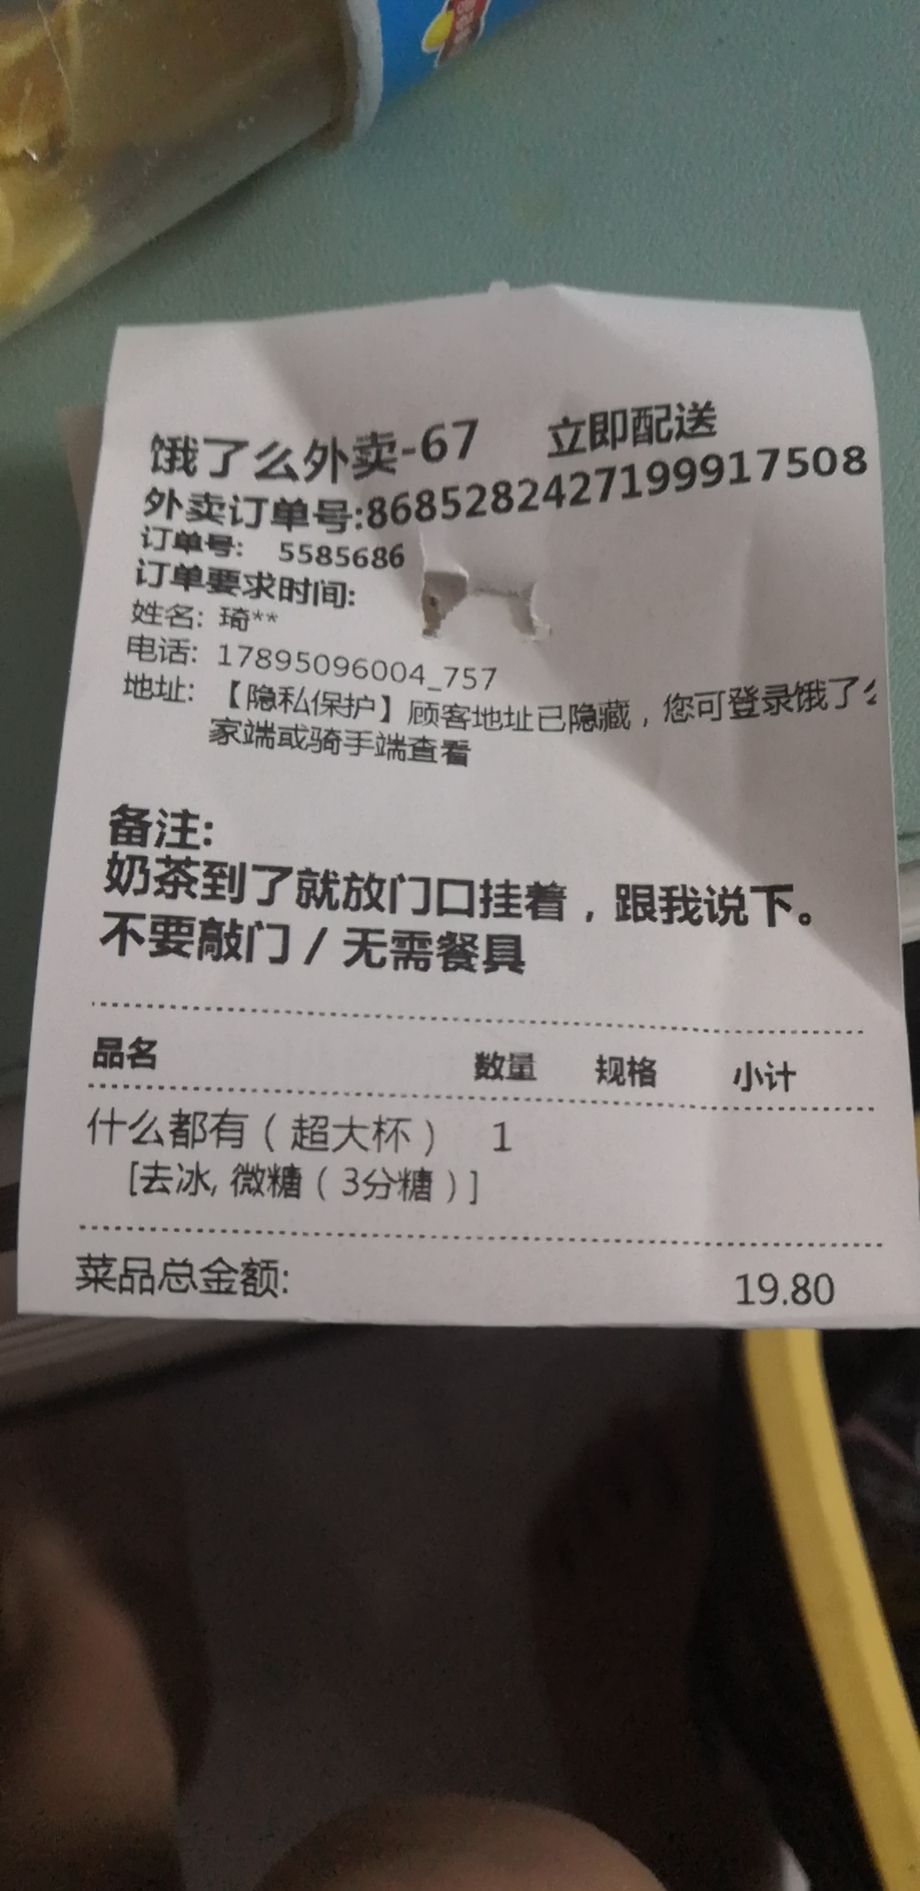 饿了么外卖-67 立即配送
外卖订单号:8685282427199917508
订单号: 5585686
订单要求时间:
姓名: 琦**
电话: 17895096004_757
地址: 【隐私保护】顾客地址已隐藏，您可登录饿了
家端或骑手端查看
备注:
奶茶到了就放门口挂着，跟我说下。
不要敲门 / 无需餐具
品名 数量 规格 小计
什么都有（超大杯） 1
[去冰, 微糖（3分糖）]
菜品总金额: 19.80